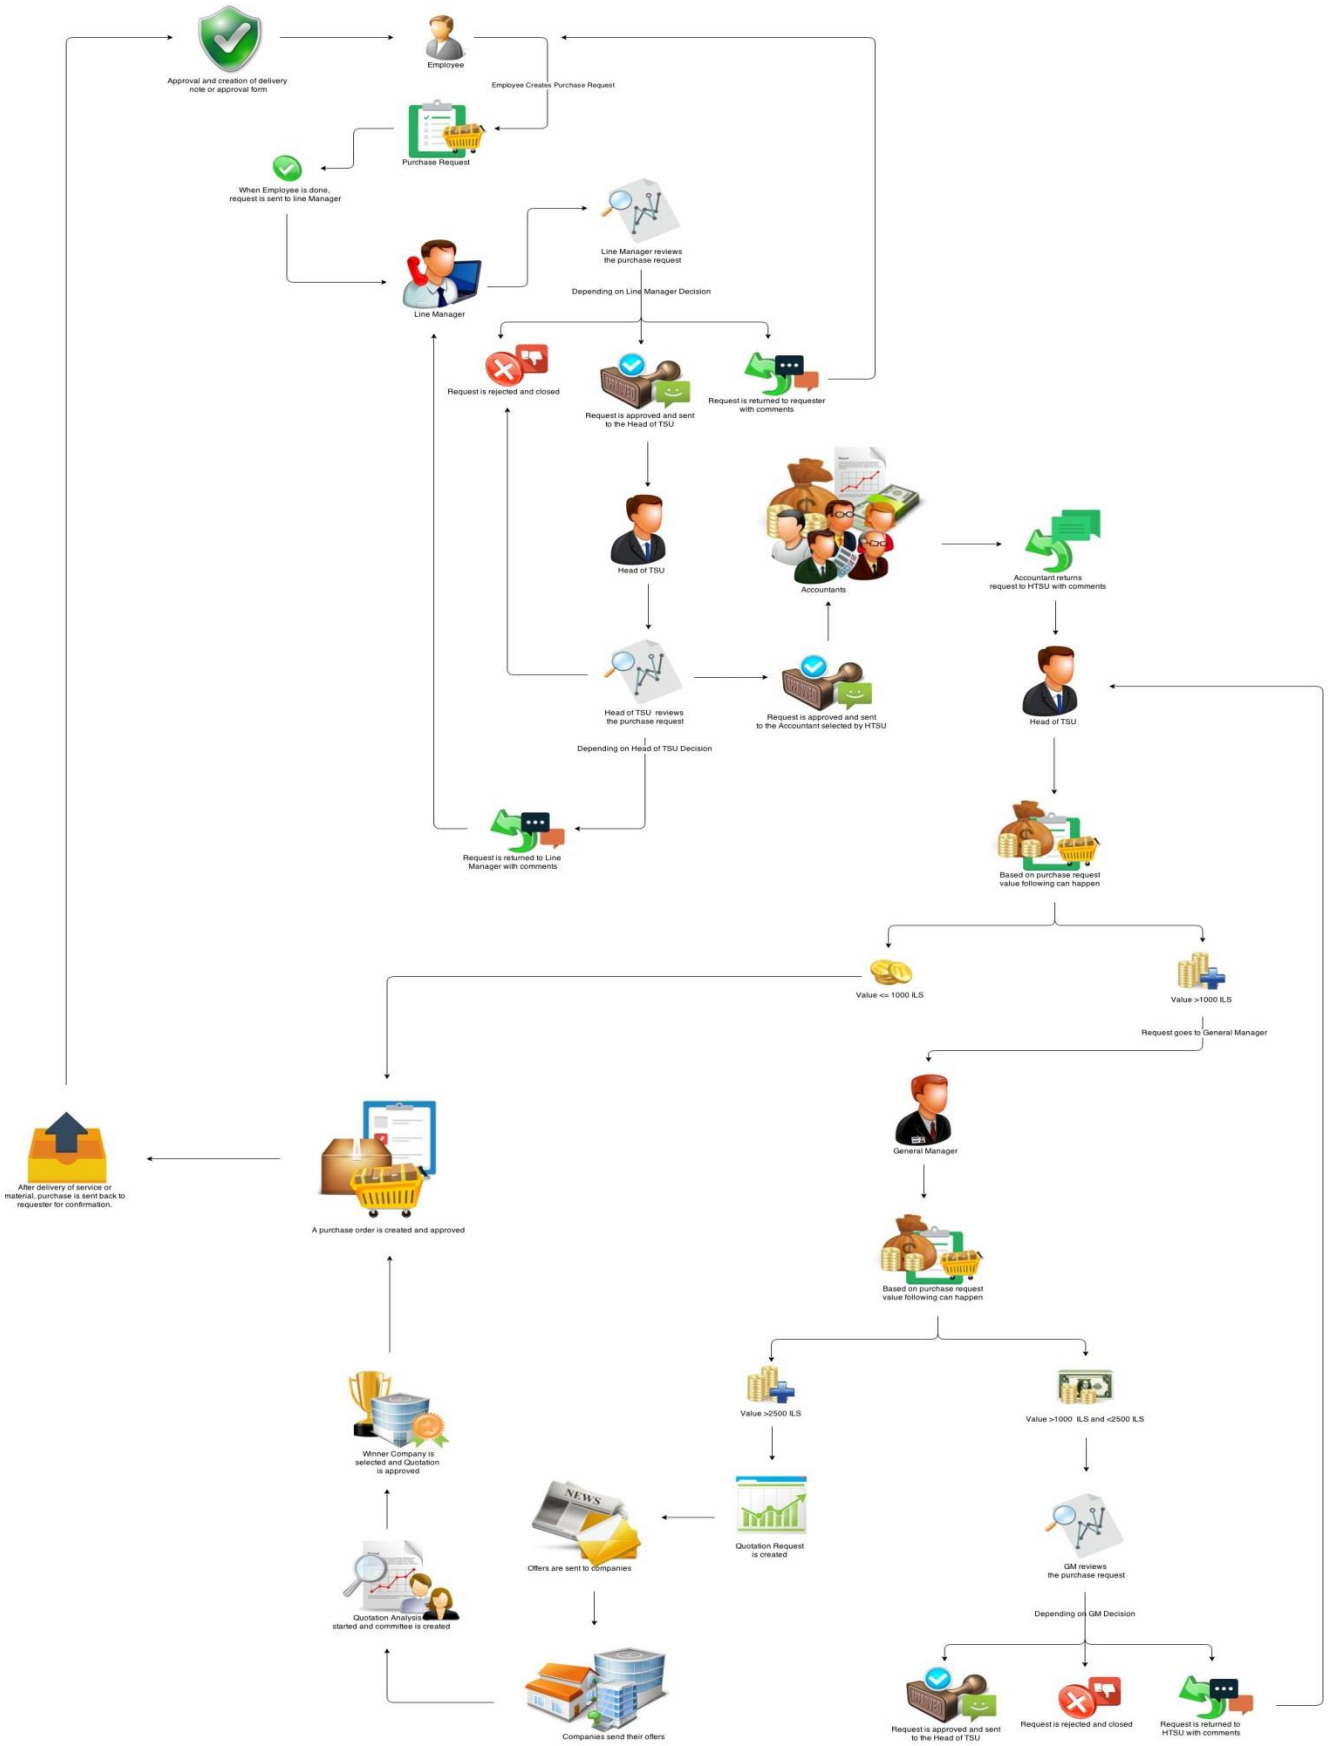 Employee
Approval and creation of delivery
note or approval form
Employee Creates Purchase Request
Purchase Request
When Employee is done,
request is sent to line Manager
Line Manager reviews
the purchase request
Depending on Line Manager Decision
Line Manager
Request is rejected and closed
Request is approved and sent
to the Head of TSU
Request is returned to requester
with comments
Head of TSU
Accountants
Accountant returns
request to HTSU with comments
Head of TSU reviews
the purchase request
Depending on Head of TSU Decision
Request is approved and sent
to the Accountant selected by HTSU
Head of TSU
Request is returned to Line
Manager with comments
Based on purchase request
value following can happen
Value <= 1000 ILS
Value >1000 ILS
Request goes to General Manager
General Manager
After delivery of service or
material, purchase is sent back to
requester for confirmation.
A purchase order is created and approved
Based on purchase request
value following can happen
Value >2500 ILS
Value >1000 ILS and <2500 ILS
Winner Company is
selected and Quotation
is approved
NEWS
Offers are sent to companies
Quotation Request
is created
GM reviews
the purchase request
Quotation Analysis
started and committee is created
Depending on GM Decision
Companies send their offers
Request is approved and sent
to the Head of TSU
Request is rejected and closed
Request is returned to
HTSU with comments